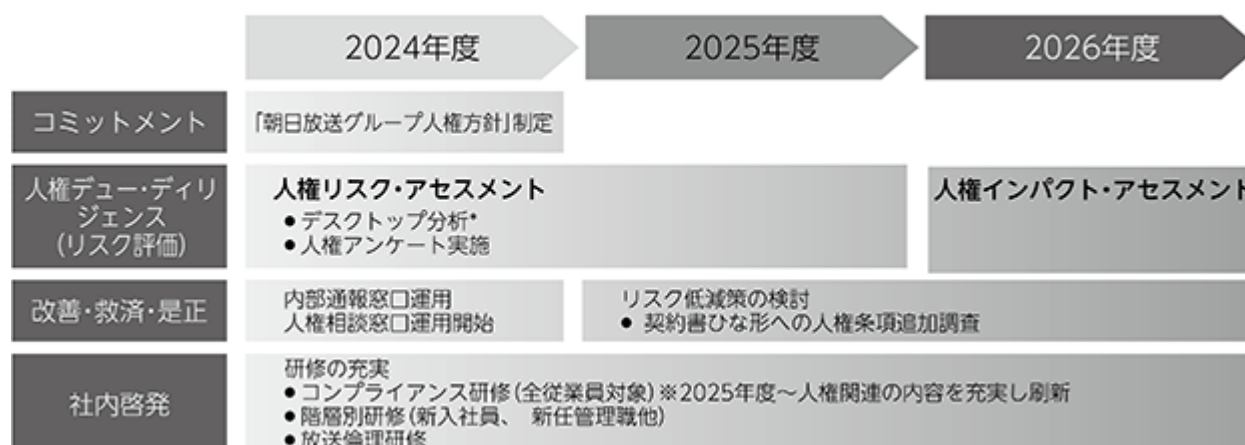 2024年度
2025年度
2026年度
コミットメント
「朝日放送グループ人権方針」制定
人権デュー・ディリ
ジェンス
(リスク評価)
人権リスク・アセスメント
●デスクトップ分析*
●人権アンケート実施
人権インパクト・アセスメント
改善・救済・是正
内部通報窓口運用
人権相談窓口運用開始
リスク低減策の検討
● 契約書ひな形への人権条項追加調査
社内啓発
研修の充実
●コンプライアンス研修(全従業員対象)※2025年度～人権関連の内容を充実し刷新
●階層別研修(新入社員、 新任管理職他)
●放送倫理研修